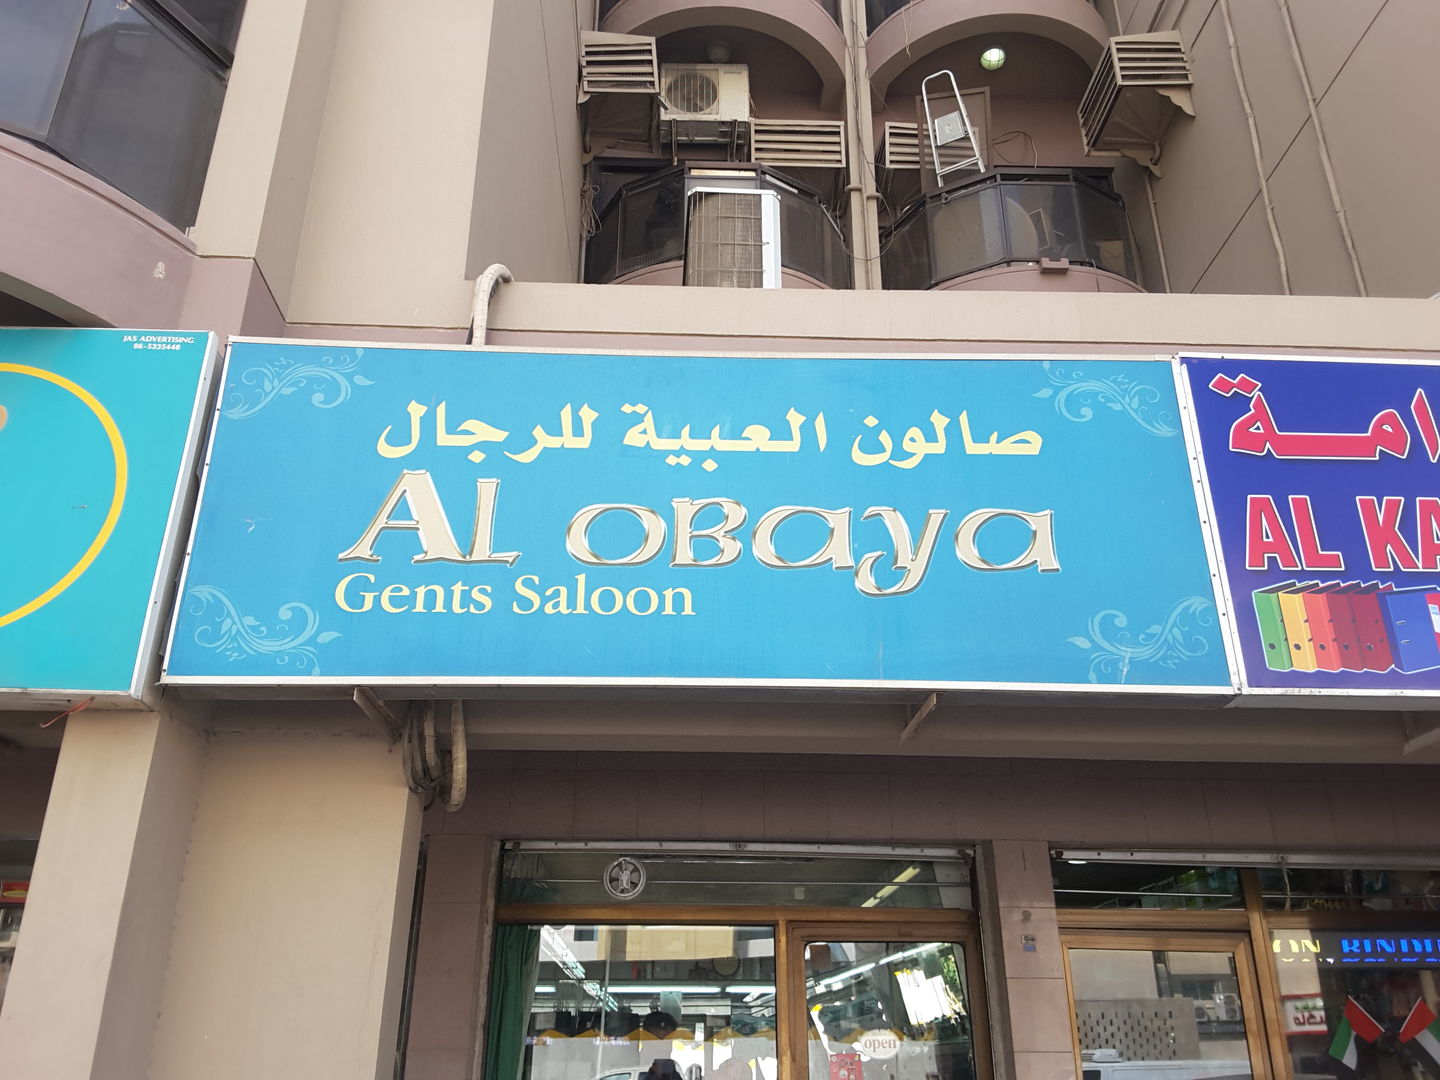 JAS ADVERTISING
06-5335448
صالون العبية للرجال
AL OBAYA
Gents Saloon
AL KA
open